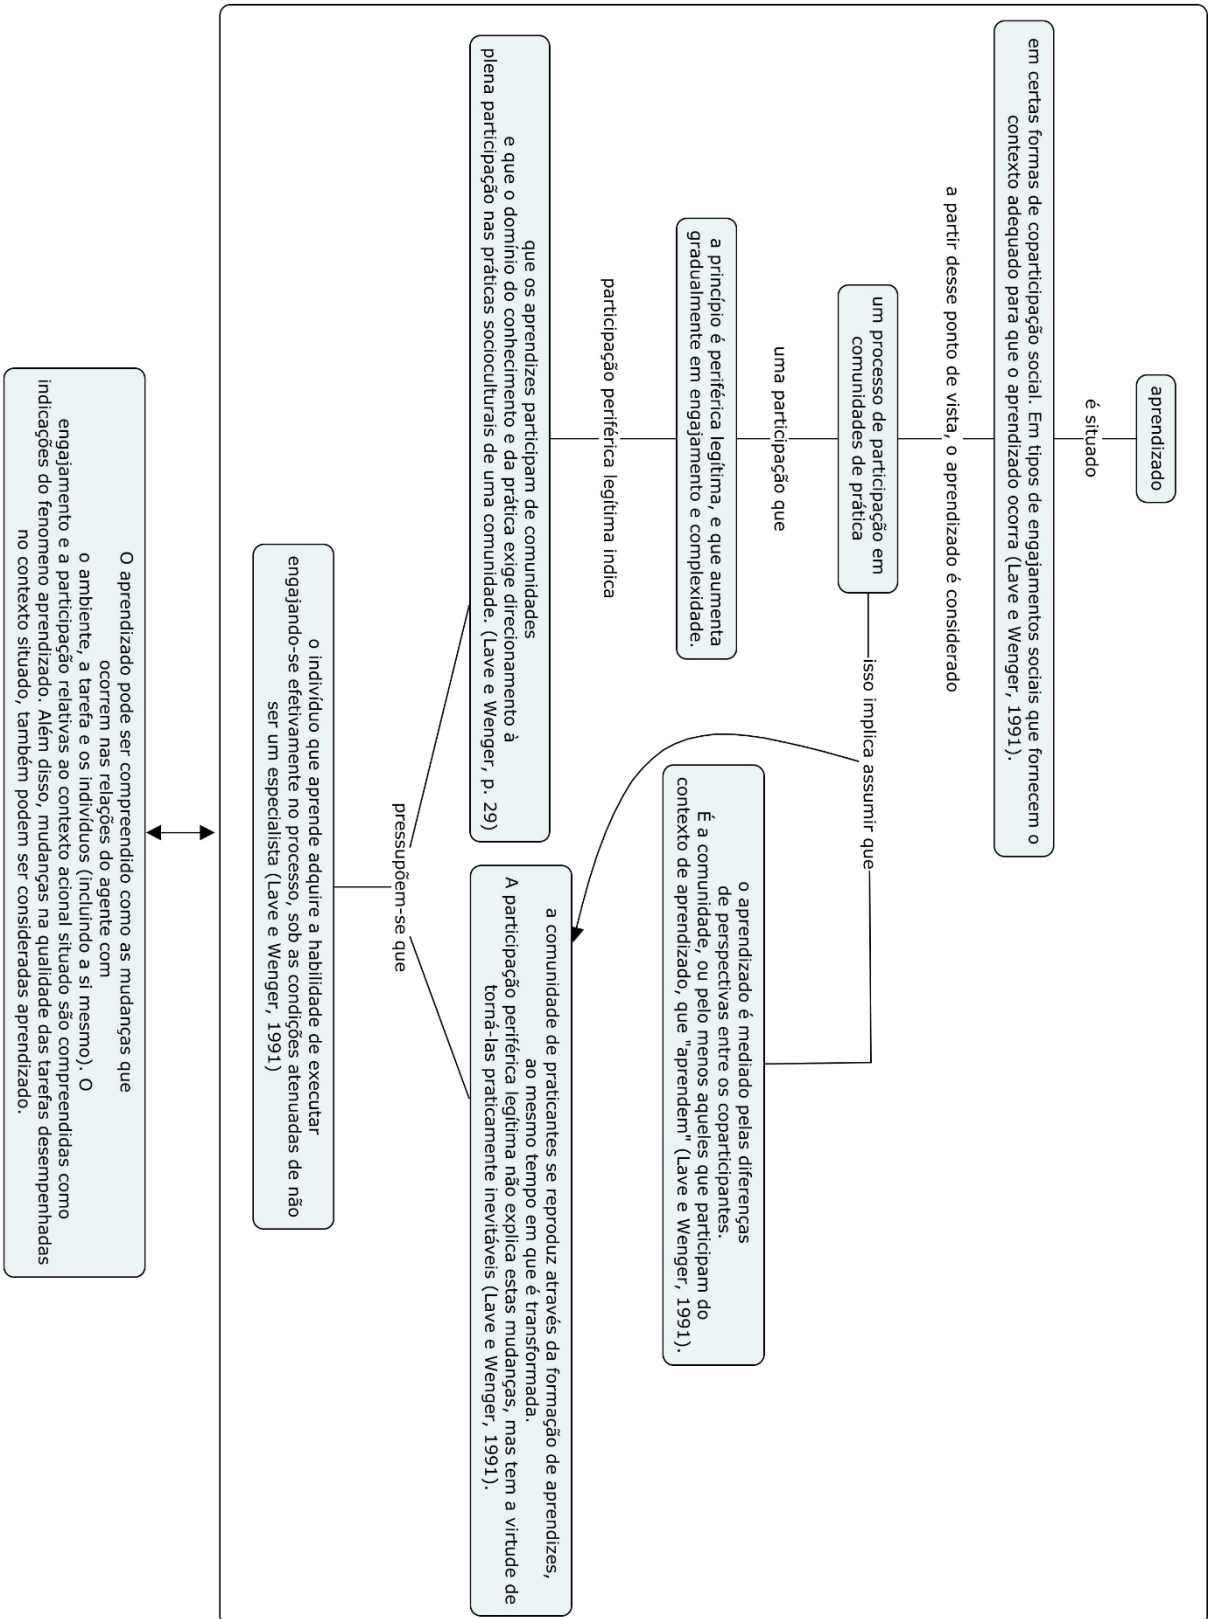 aprendizado
é situado
em certas formas de coparticipação social. Em tipos de engajamentos sociais que fornecem o
contexto adequado para que o aprendizado ocorra (Lave e Wenger, 1991).
a partir desse ponto de vista, o aprendizado é considerado
um processo de participação em
comunidades de prática
isso implica assumir que
uma participação que
a princípio é periférica legítima, e que aumenta
gradualmente em engajamento e complexidade.
o aprendizado é mediado pelas diferenças
de perspectivas entre os coparticipantes.
É a comunidade, ou pelo menos aqueles que participam do
contexto de aprendizado, que "aprendem" (Lave e Wenger, 1991).
participação periférica legítima indica
que os aprendizes participam de comunidades
e que o domínio do conhecimento e da prática exige direcionamento à
plena participação nas práticas socioculturais de uma comunidade. (Lave e Wenger, p. 29)
a comunidade de praticantes se reproduz através da formação de aprendizes,
ao mesmo tempo em que é transformada.
A participação periférica legítima não explica estas mudanças, mas tem a virtude de
torná-las praticamente inevitáveis (Lave e Wenger, 1991).
pressupõem-se que
o indivíduo que aprende adquire a habilidade de executar
engajando-se efetivamente no processo, sob as condições atenuadas de não
ser um especialista (Lave e Wenger, 1991)
O aprendizado pode ser compreendido como as mudanças que
ocorrem nas relações do agente com
o ambiente, a tarefa e os indivíduos (incluindo a si mesmo). O
engajamento e a participação relativas ao contexto acional situado são compreendidas como
indicações do fenomeno aprendizado. Além disso, mudanças na qualidade das tarefas desempenhadas
no contexto situado, também podem ser consideradas aprendizado.